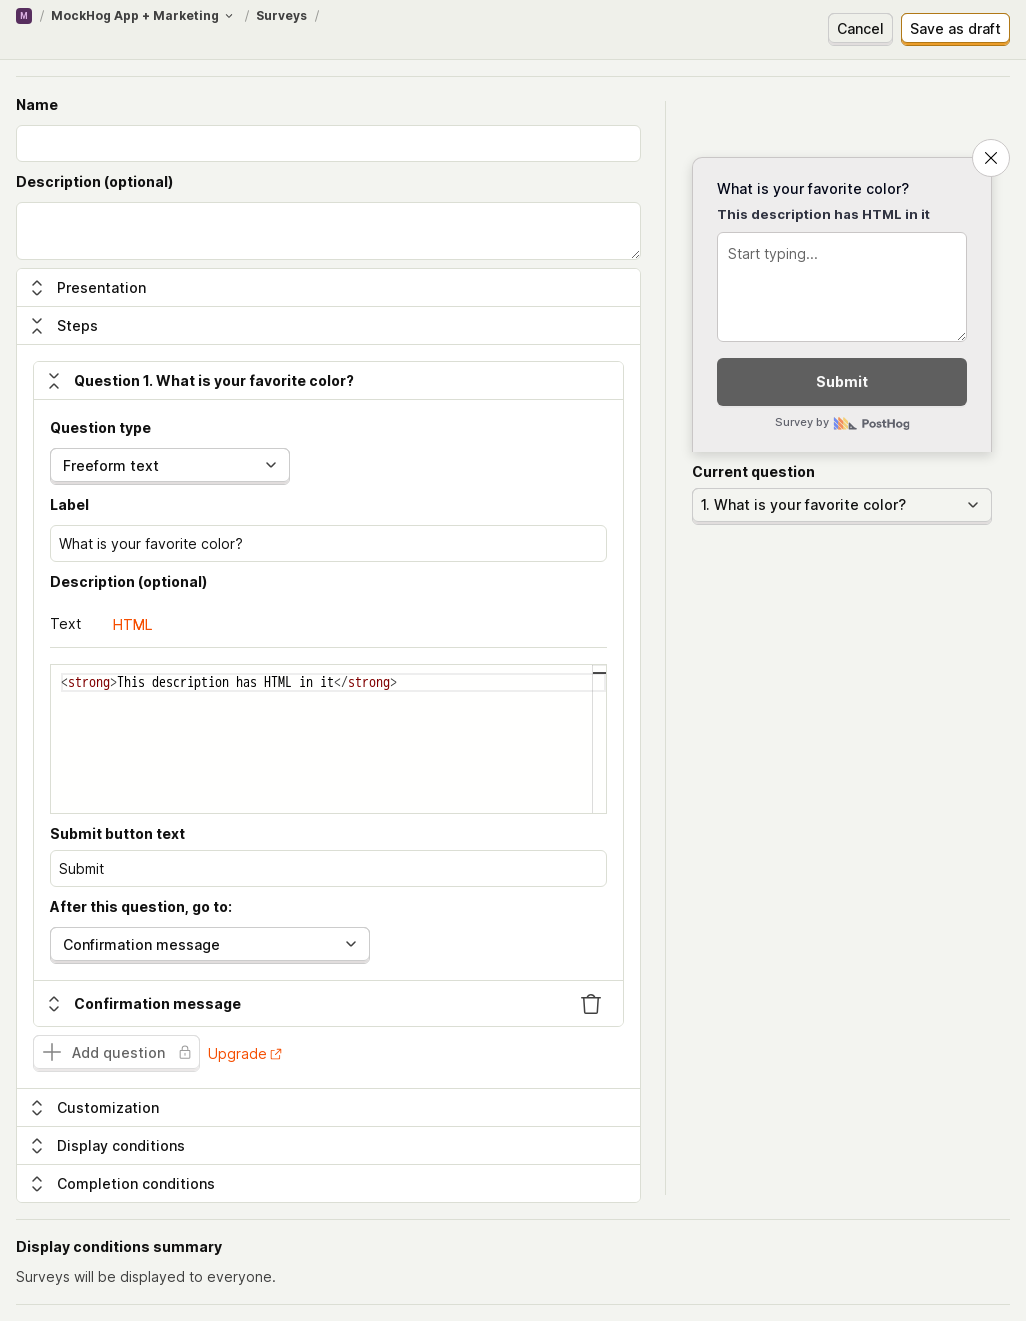 M / MockHog App + Marketing / Surveys /
Cancel
Save as draft
Name
Description (optional)
Presentation
Steps
Question 1. What is your favorite color?
Question type
Freeform text
Label
What is your favorite color?
Description (optional)
Text
HTML
<strong>This description has HTML in it</strong>
Submit button text
Submit
After this question, go to:
Confirmation message
Confirmation message
Add question
Upgrade
Customization
Display conditions
Completion conditions
What is your favorite color?
This description has HTML in it
Start typing...
Submit
Survey by PostHog
Current question
1. What is your favorite color?
Display conditions summary
Surveys will be displayed to everyone.